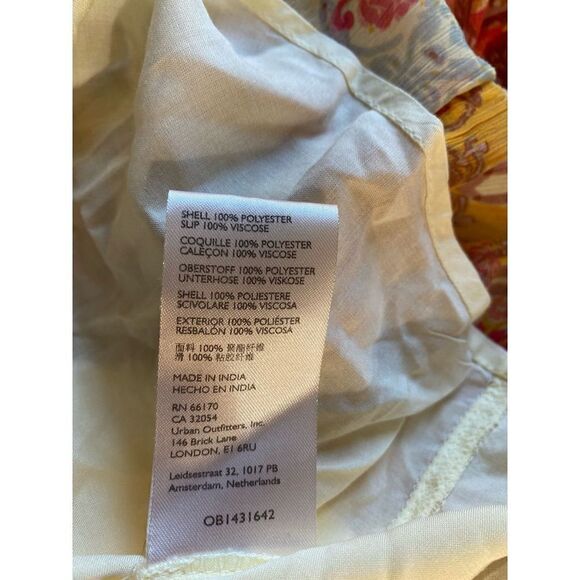 SHELL 100% POLYESTER
SLIP 100% VISCOSE
COQUILLE 100% POLYESTER
CALEÇON 100% VISCOSE
OBERSTOFF 100% POLYESTER
UNTERHOSE 100% VISKOSE
SHELL 100% POLIESTERE
SCIVOLARE 100% VISCOSA
EXTERIOR 100% POLIÉSTER
RESBALÓN 100% VISCOSA
面料 100% 聚酯纤维
滑 100% 粘胶纤维
MADE IN INDIA
HECHO EN INDIA
RN 66170
CA 32054
Urban Outfitters, Inc.
146 Brick Lane
LONDON, E1 6RU
Leidsestraat 32, 1017 PB
Amsterdam, Netherlands
OB1431642